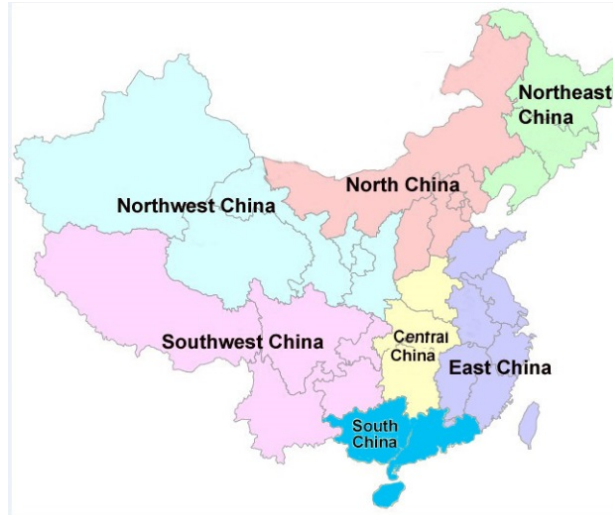 Northeast
China
North China
Northwest China
Southwest China
Central
China
East China
South
China